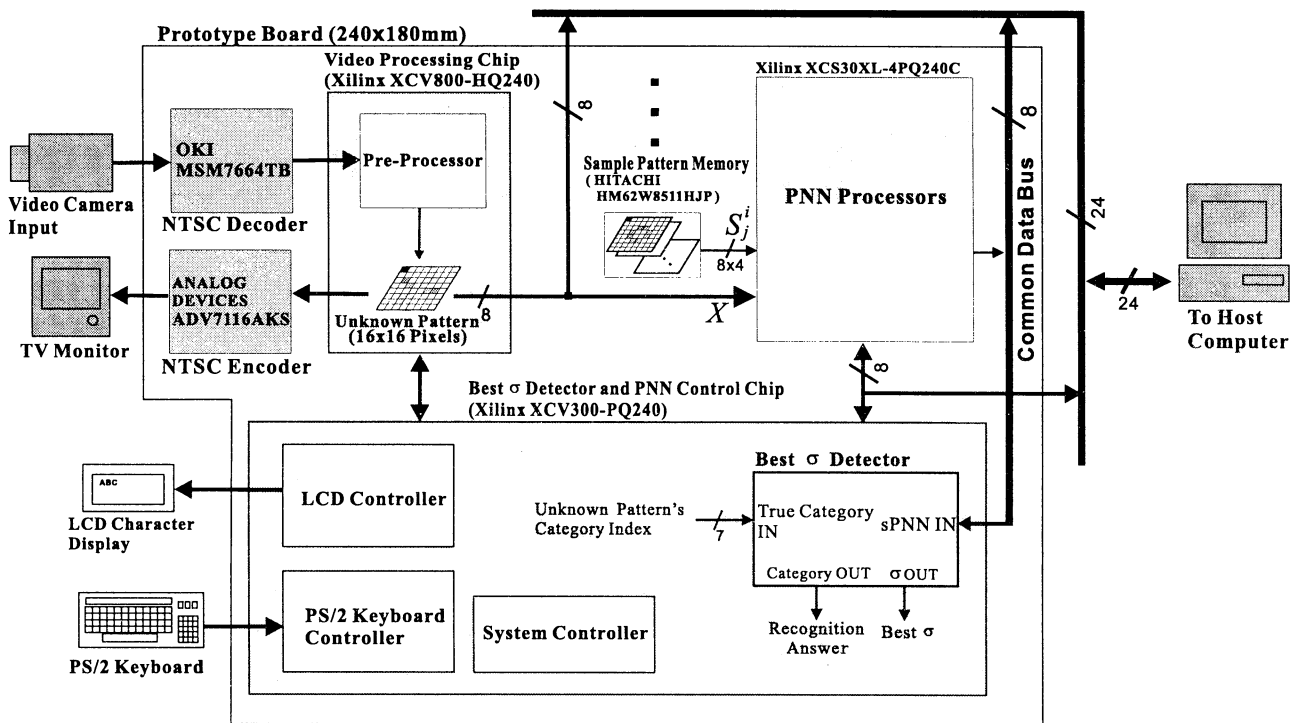 Prototype Board (240x180mm)
Video Processing Chip
(Xilinx XCV800-HQ240)
Xilinx XCS30XL-4PQ240C
8
8
OKI
MSM7664TB
NTSC Decoder
Video Camera
Input
Pre-Processor
Sample Pattern Memory
(HITACHI
HM62W8511HJP)
S_j^i
8x4
PNN Processors
Common Data Bus
24
24
To Host
Computer
ANALOG
DEVICES
ADV7116AKS
NTSC Encoder
TV Monitor
Unknown Pattern
(16x16 Pixels)
8
X
8
Best σ Detector and PNN Control Chip
(Xilinx XCV300-PQ240)
LCD Controller
ABC
LCD Character
Display
Best σ Detector
Unknown Pattern's
Category Index
7
True Category
IN
sPNN IN
Category OUT
σ OUT
Recognition
Answer
Best σ
PS/2 Keyboard
Controller
System Controller
PS/2 Keyboard